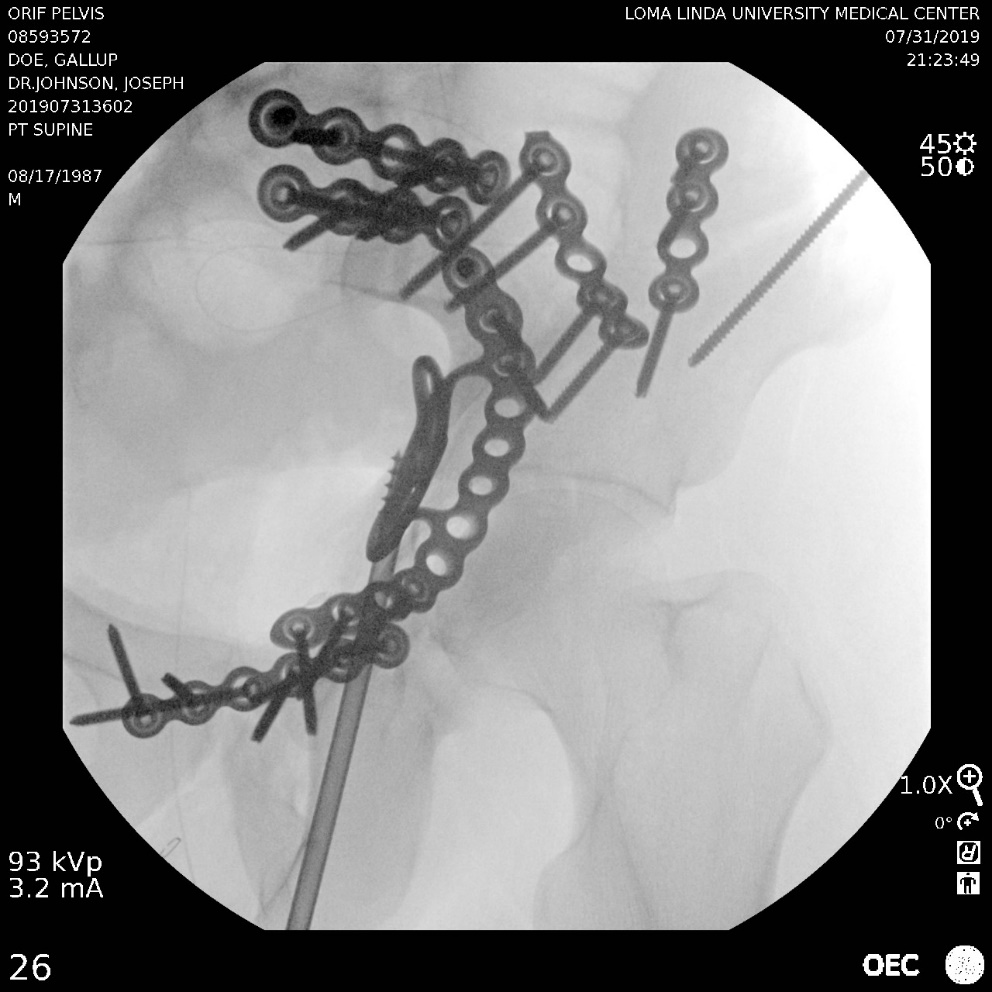 ORIF PELVIS
08593572
DOE, GALLUP
DR.JOHNSON, JOSEPH
201907313602
PT SUPINE
08/17/1987
M
LOMA LINDA UNIVERSITY MEDICAL CENTER
07/31/2019
21:23:49
45
50
1.0X
0°
93 kVp
3.2 mA
26
OEC